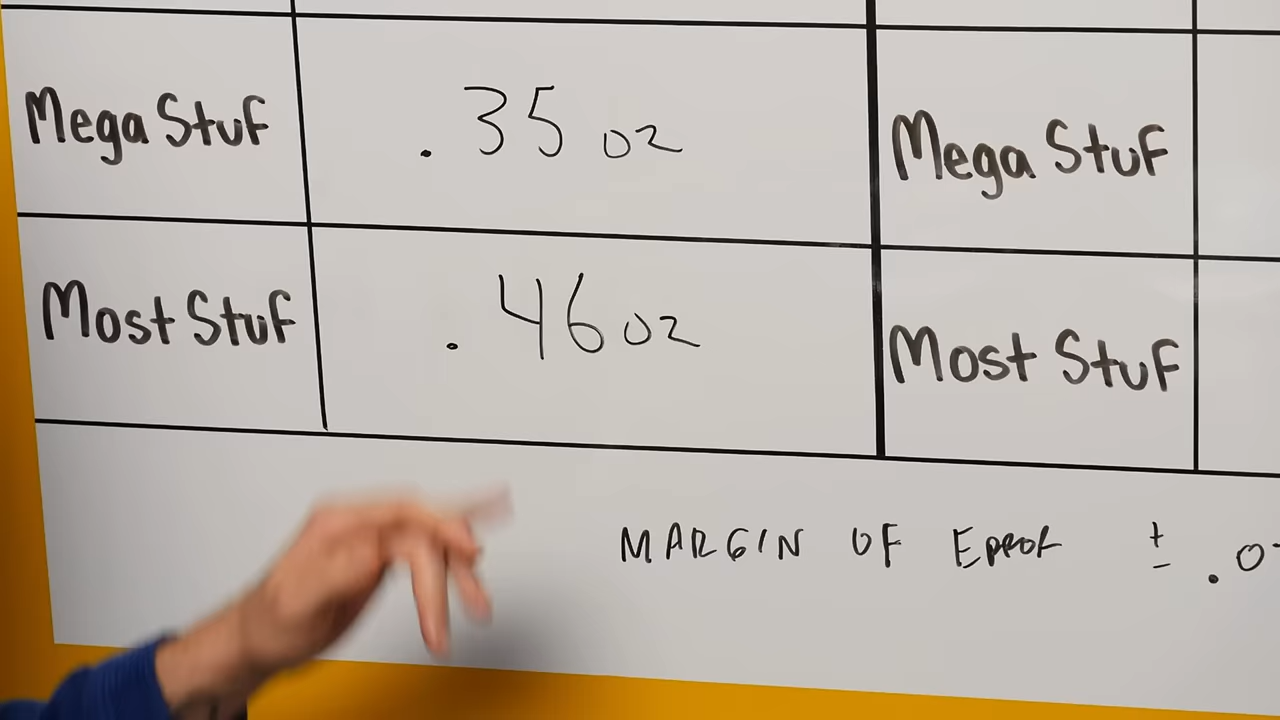 Mega Stuf .35 oz Mega Stuf
Most Stuf .46 oz Most Stuf
MARGIN OF Error ±